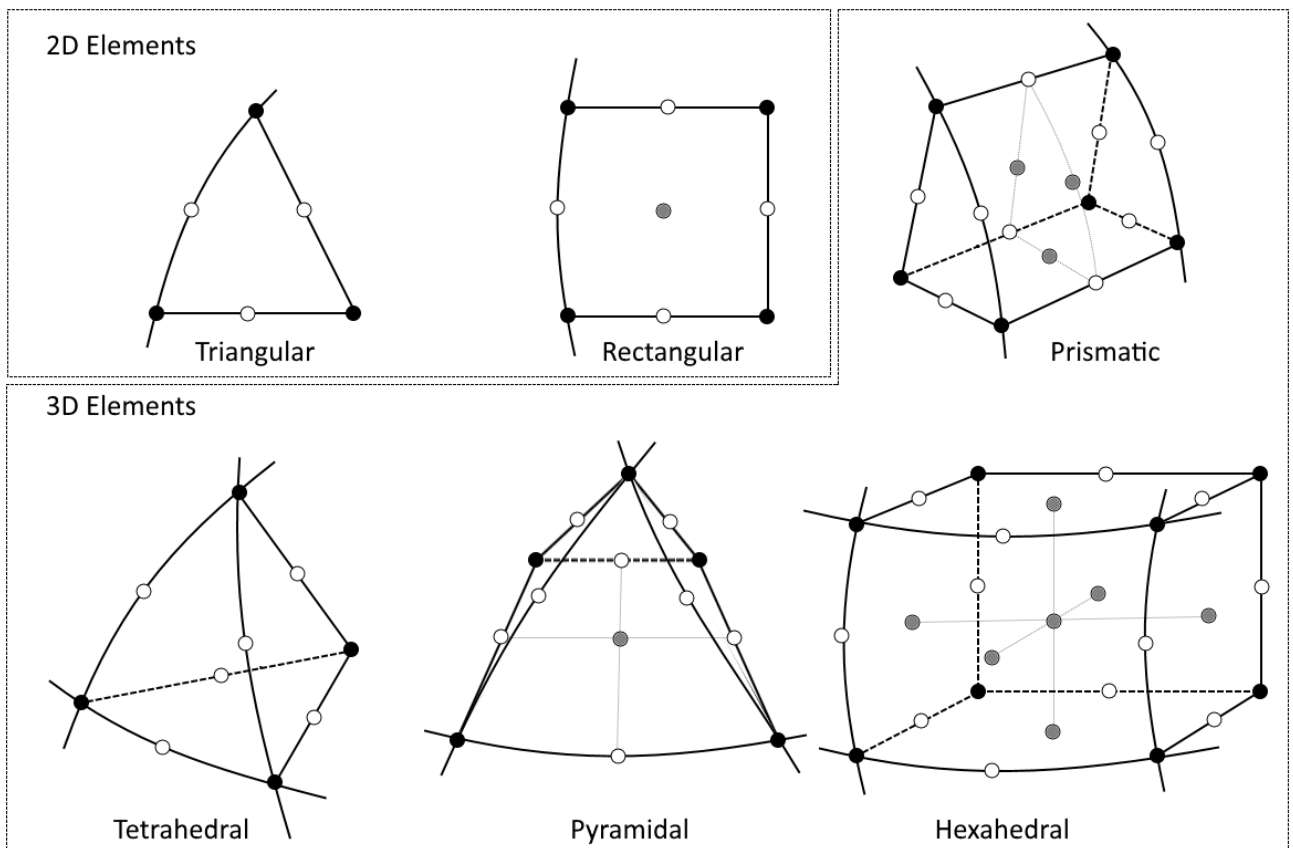 2D Elements
Triangular
Rectangular
Prismatic
3D Elements
Tetrahedral
Pyramidal
Hexahedral